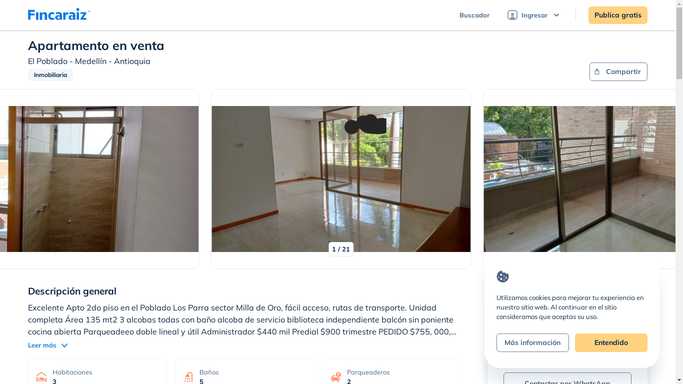 Fincaraiz
Buscador
Ingresar
Publica gratis
Apartamento en venta
El Poblado - Medellín - Antioquia
Inmobiliaria
Compartir
1 / 21
Descripción general
Excelente Apto 2da piso en el Poblado Los Parra sector Milla de Oro, fácil acceso, rutas de transporte. Unidad
completa Área 135 mt2 3 alcobas todas con baño alcoba de servicio biblioteca independiente balcón sin poniente
cocina abierta Parqueadeeo doble lineal y útil Administrador $440 mil Predial $900 trimestre PEDIDO $755, 000,...
Leer más
Habitaciones
3
Baños
5
Parqueaderos
2
Utilizamos cookies para mejorar tu experiencia en
nuestro sitio web. Al continuar en el sitio
consideramos que aceptas su uso.
Más información
Entendido
Contactar por WhatsApp